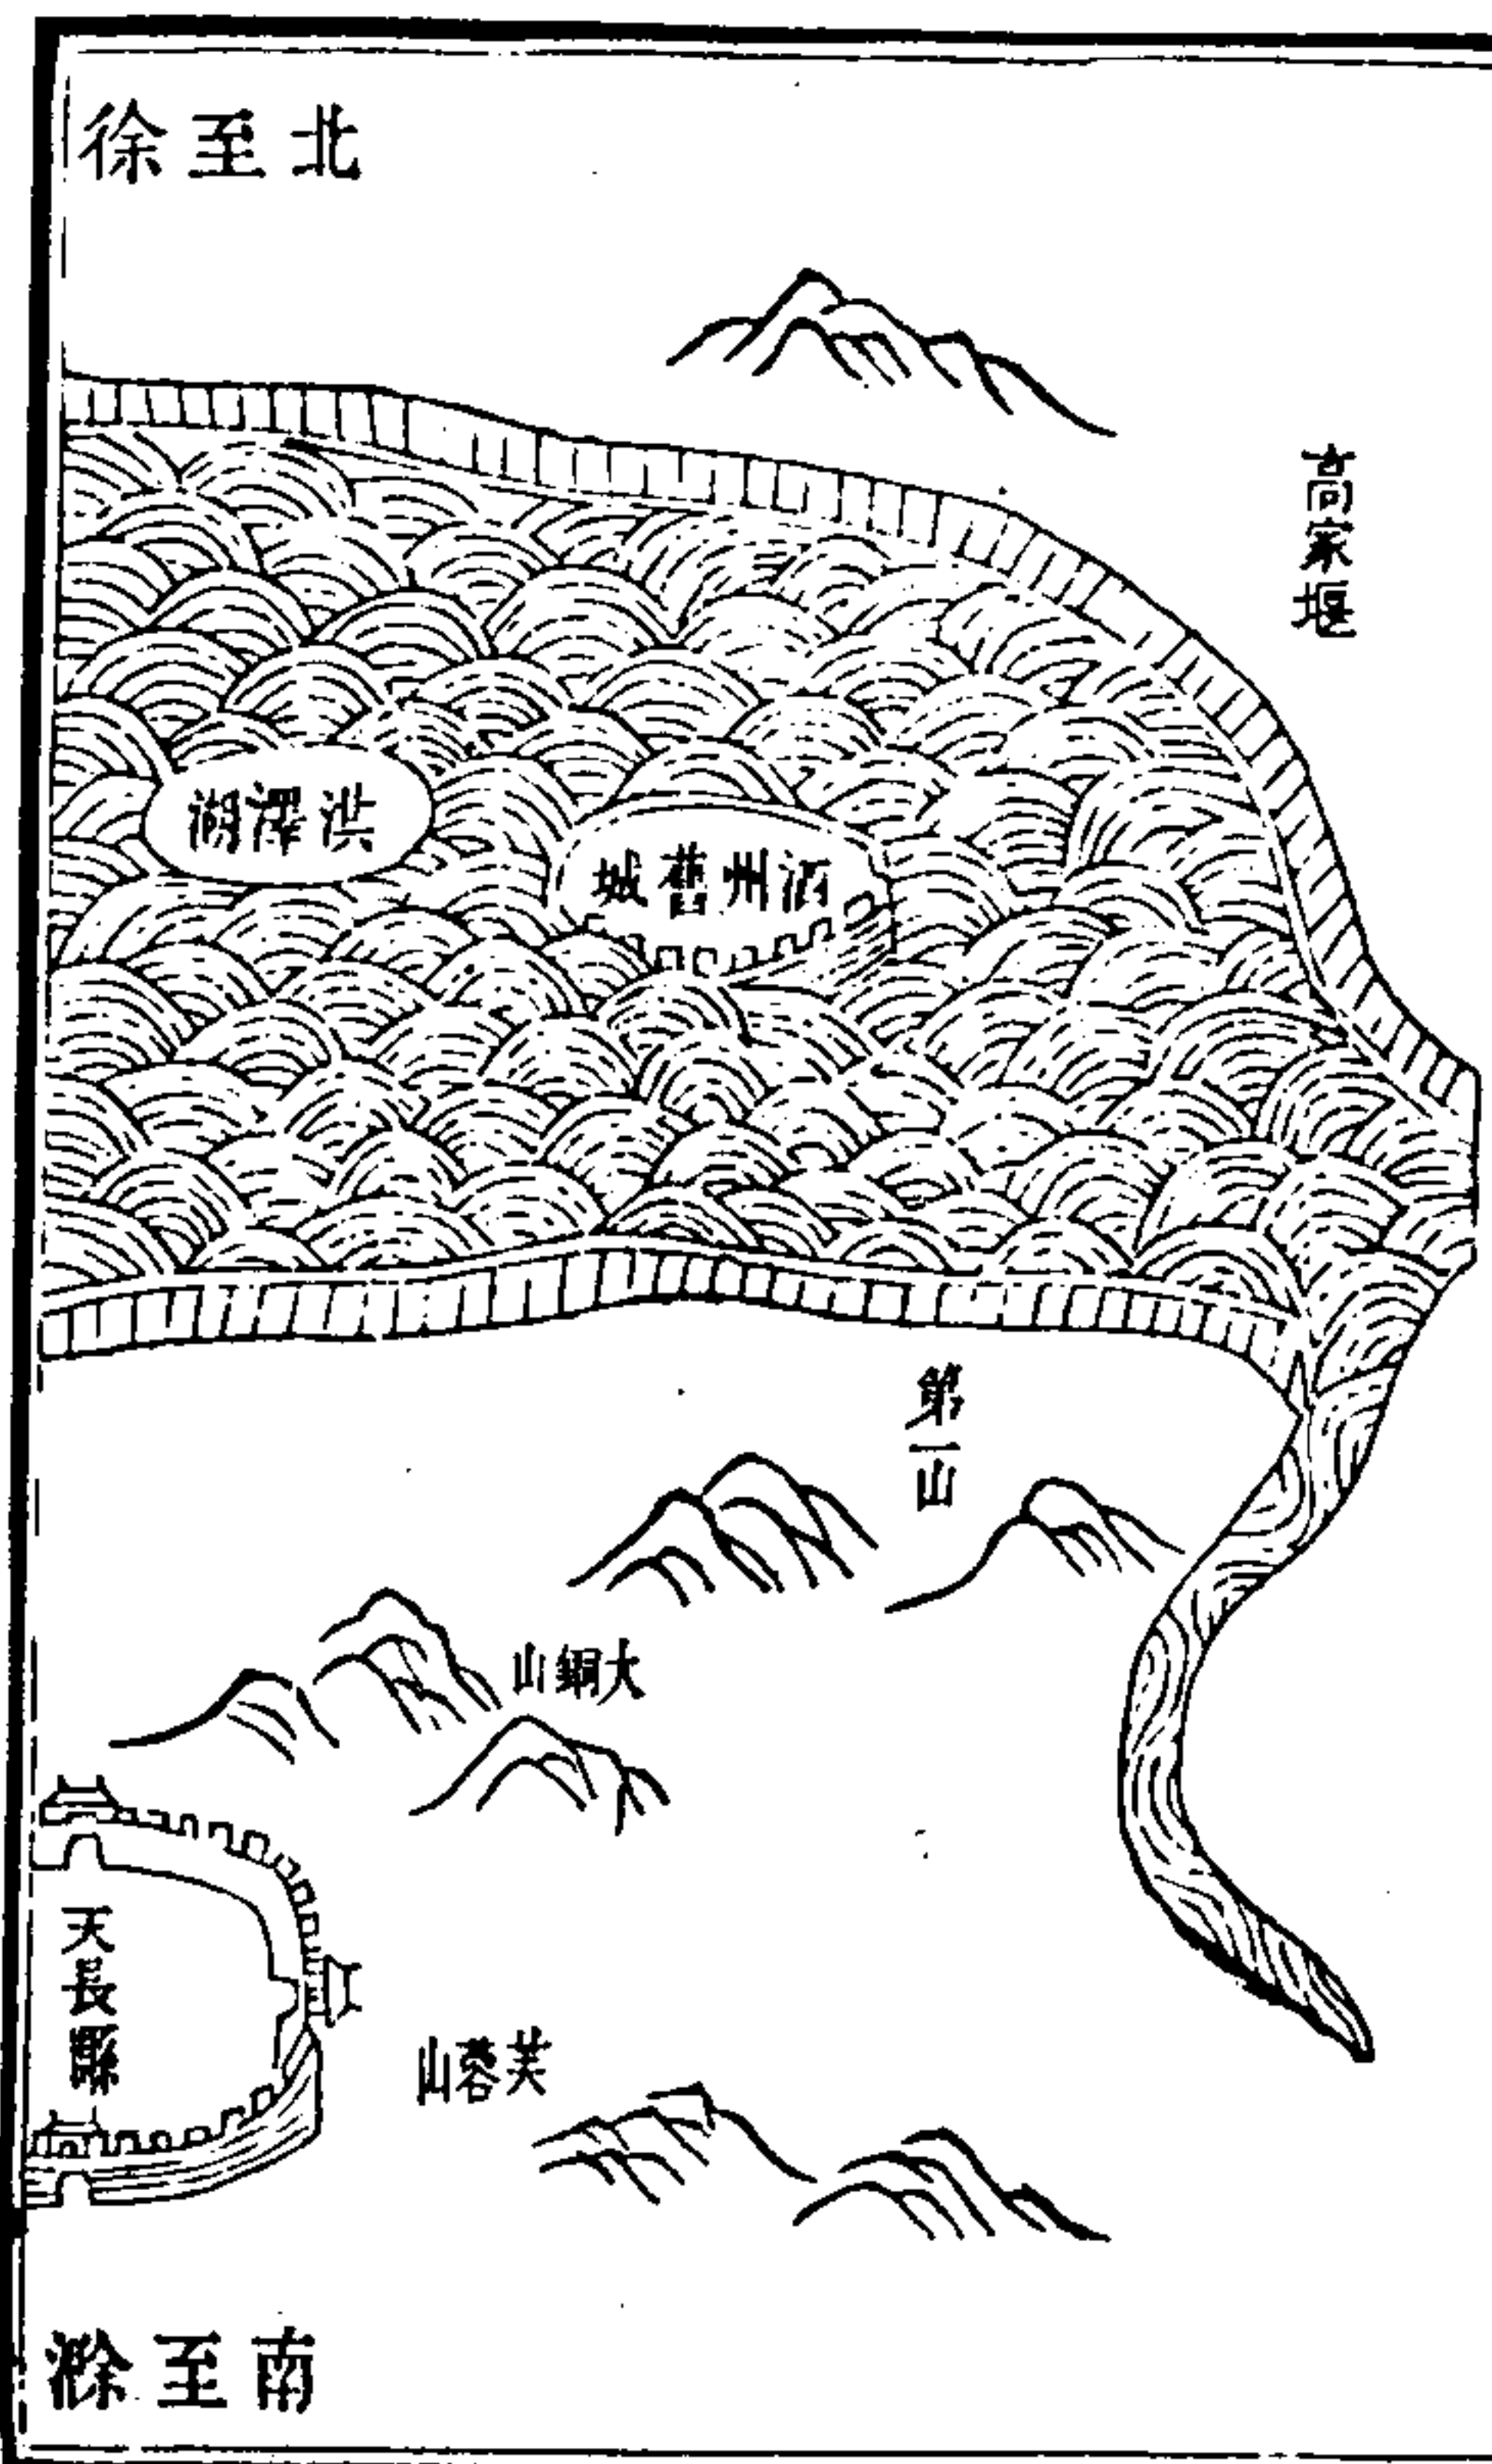 北至徐
高家堰
洪澤湖
泗州舊城
第一山
大銅山
天長縣
芙蓉山
南至滁